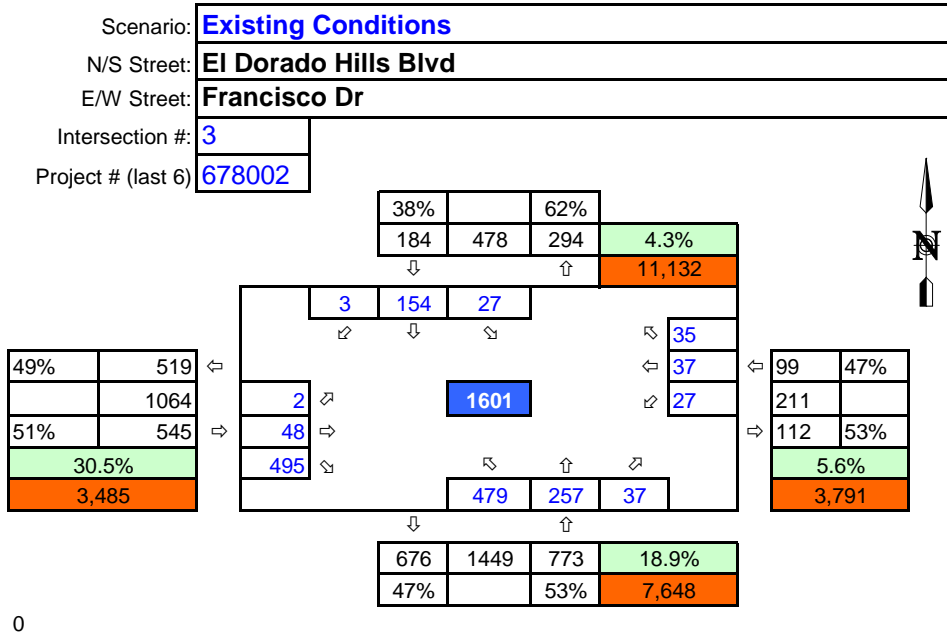 Scenario: Existing Conditions
N/S Street: El Dorado Hills Blvd
E/W Street: Francisco Dr
Intersection #: 3
Project # (last 6) 678002
N
38% 62%
184 478 294 4.3%
⇩ ⇧ 11,132
3 154 27
35
49% 519 ⇦ ⇦ 37 ⇦ 99 47%
1064 2 1601 27 211
51% 545 ⇨ 48 ⇨ ⇨ 112 53%
30.5% 495 ⇧ 5.6%
3,485 479 257 37 3,791
⇩ ⇧
676 1449 773 18.9%
47% 53% 7,648
0